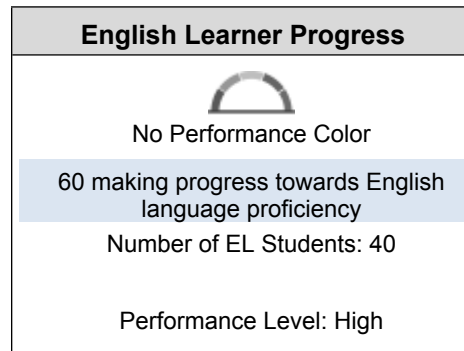 English Learner Progress
No Performance Color
60 making progress towards English
language proficiency
Number of EL Students: 40
Performance Level: High